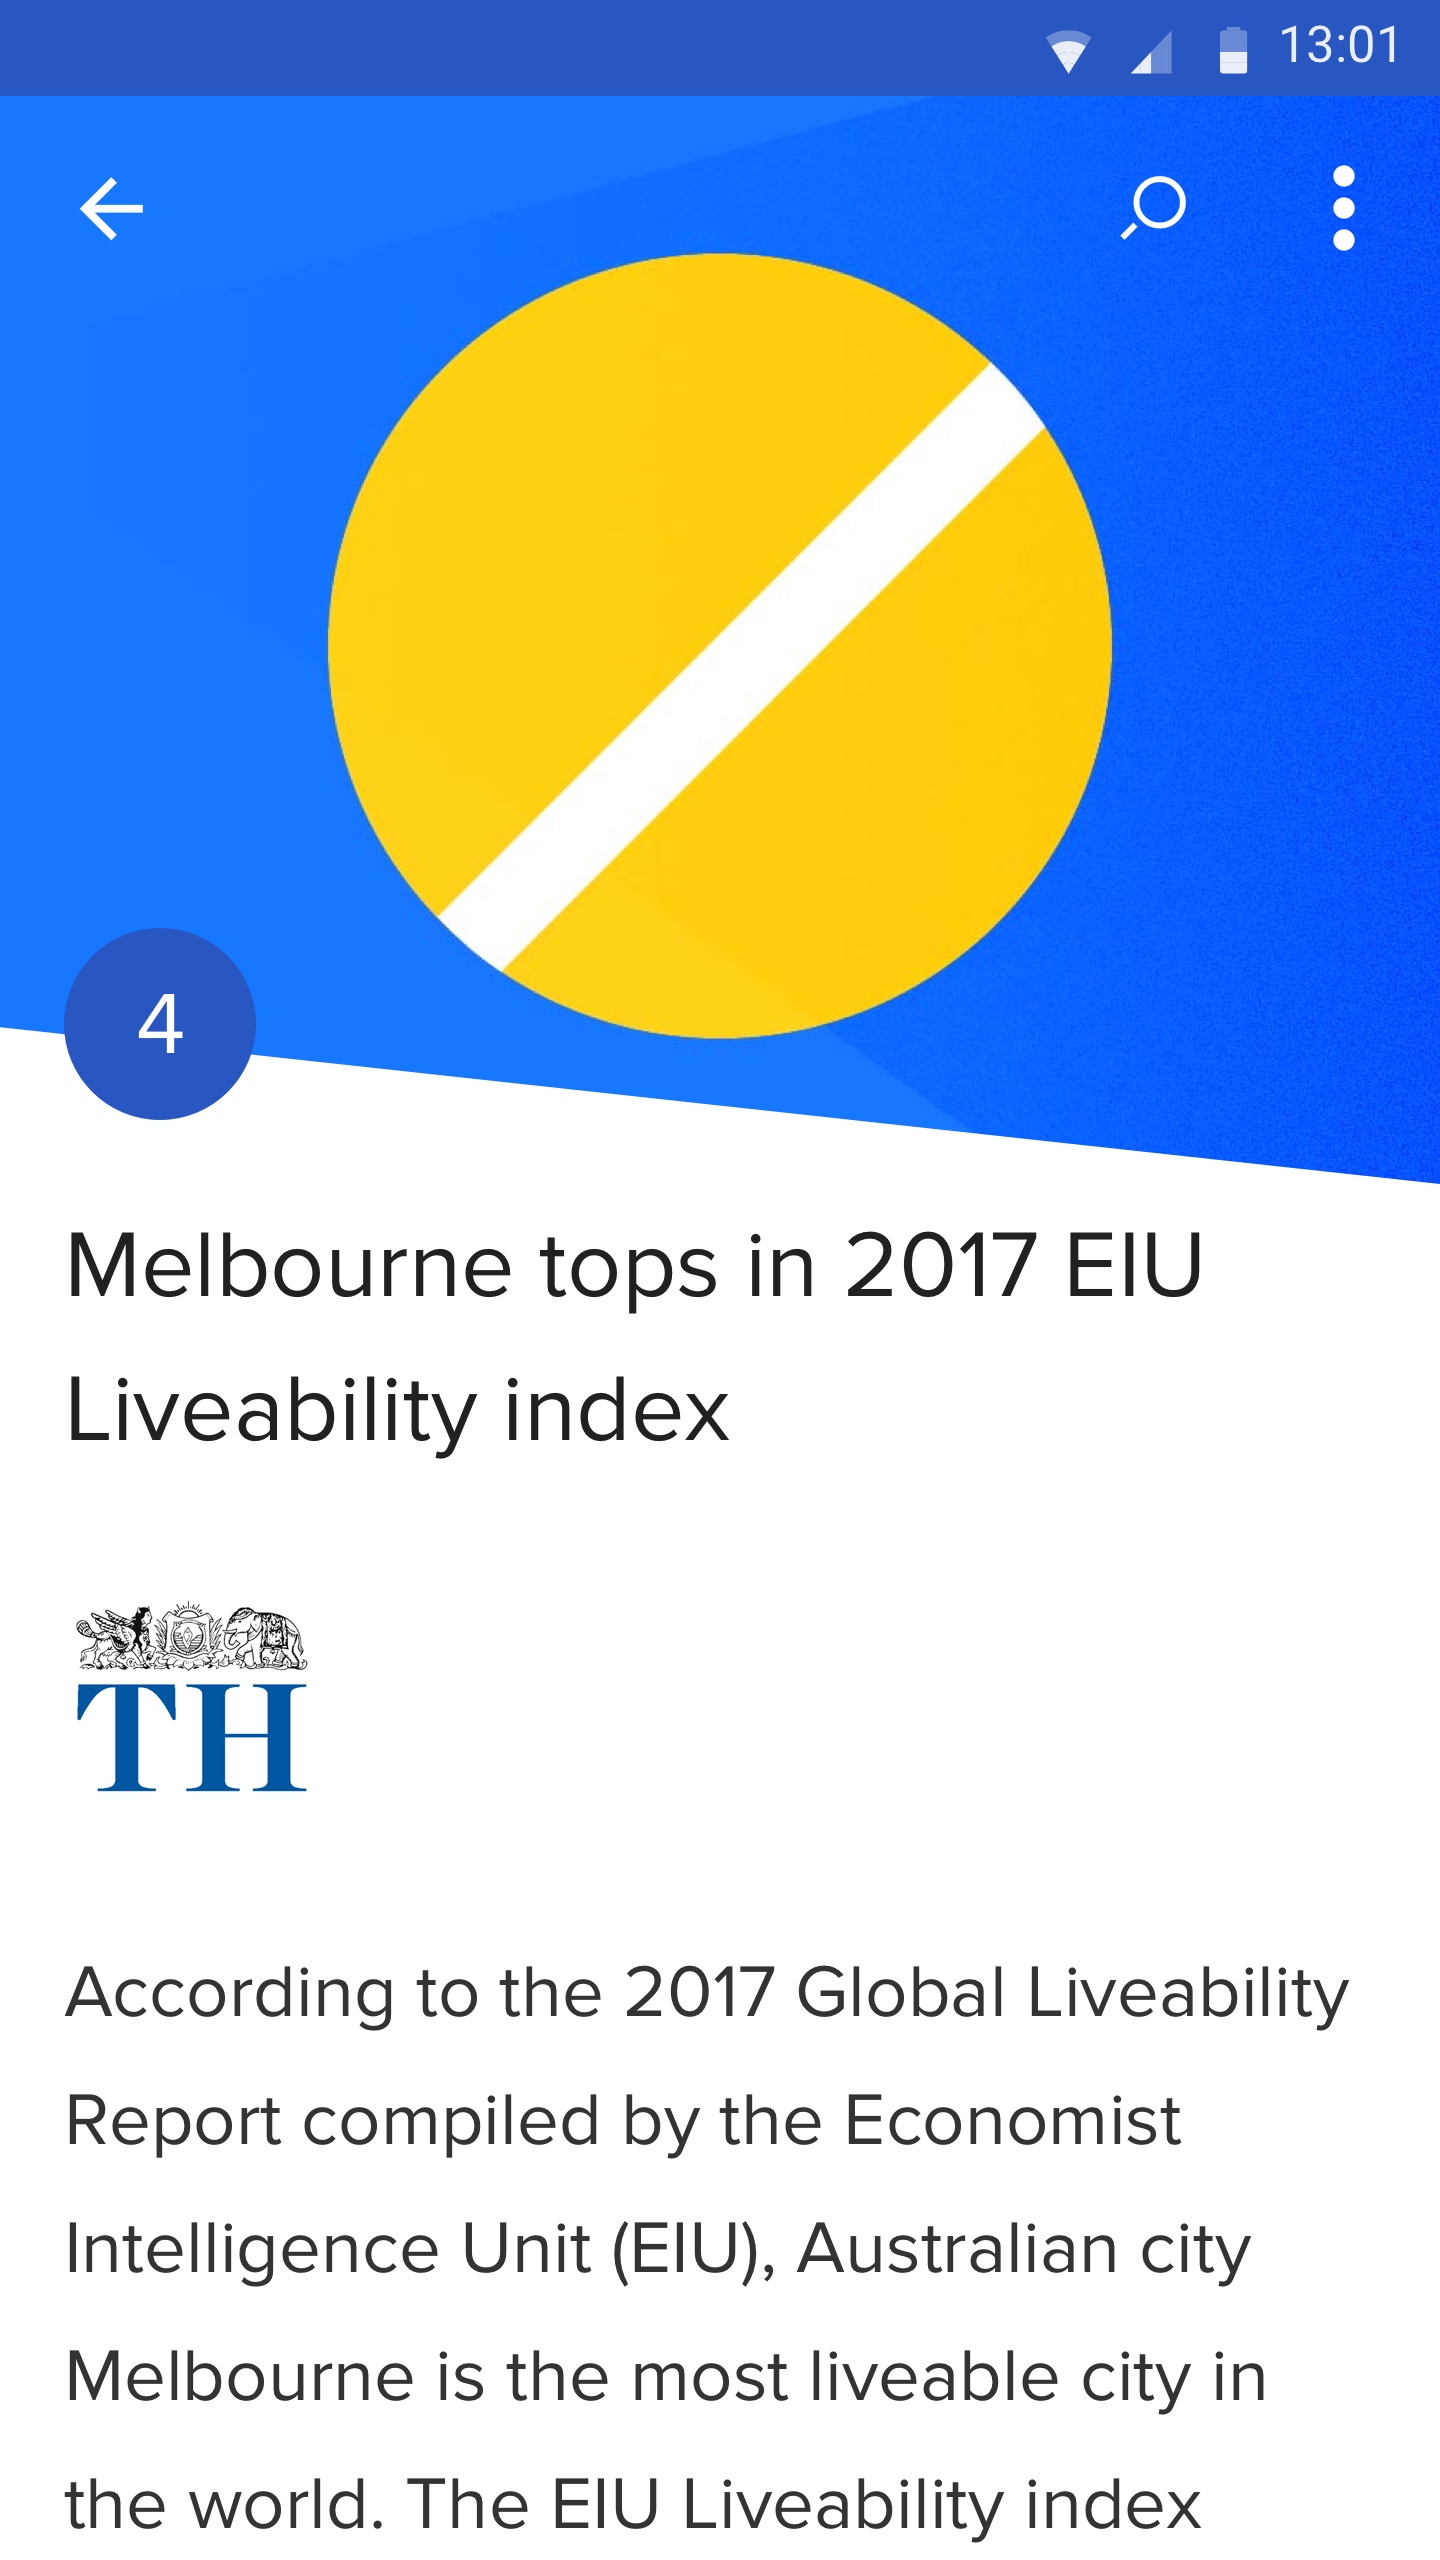 13:01
4
Melbourne tops in 2017 EIU
Liveability index
TH
According to the 2017 Global Liveability
Report compiled by the Economist
Intelligence Unit (EIU), Australian city
Melbourne is the most liveable city in
the world. The EIU Liveability index